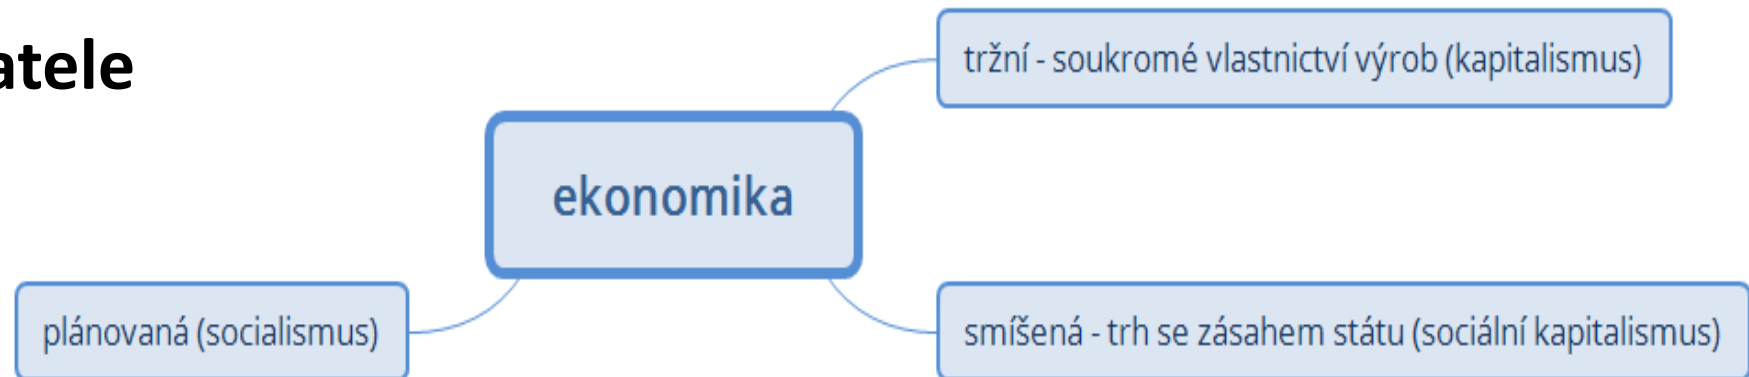 atele
tržní - soukromé vlastnictví výrob (kapitalismus)
ekonomika
plánovaná (socialismus)
smíšená - trh se zásahem státu (sociální kapitalismus)